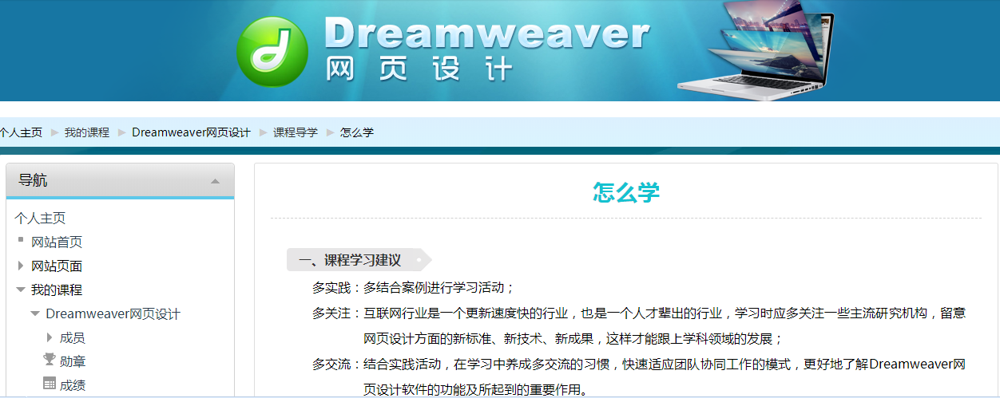 Dreamweaver
网页设计
个人主页 ▶ 我的课程 ▶ Dreamweaver网页设计 ▶ 课程导学 ▶ 怎么学
导航
个人主页
网站首页
网站页面
我的课程
Dreamweaver网页设计
成员
勋章
成绩
怎么学
一、课程学习建议
多实践：多结合案例进行学习活动；
多关注：互联网行业是一个更新速度快的行业，也是一个人才辈出的行业，学习时应多关注一些主流研究机构，留意
网页设计方面的新标准、新技术、新成果，这样才能跟上学科领域的发展；
多交流：结合实践活动，在学习中养成多交流的习惯，快速适应团队协同工作的模式，更好地了解Dreamweaver网
页设计软件的功能及所起到的重要作用。